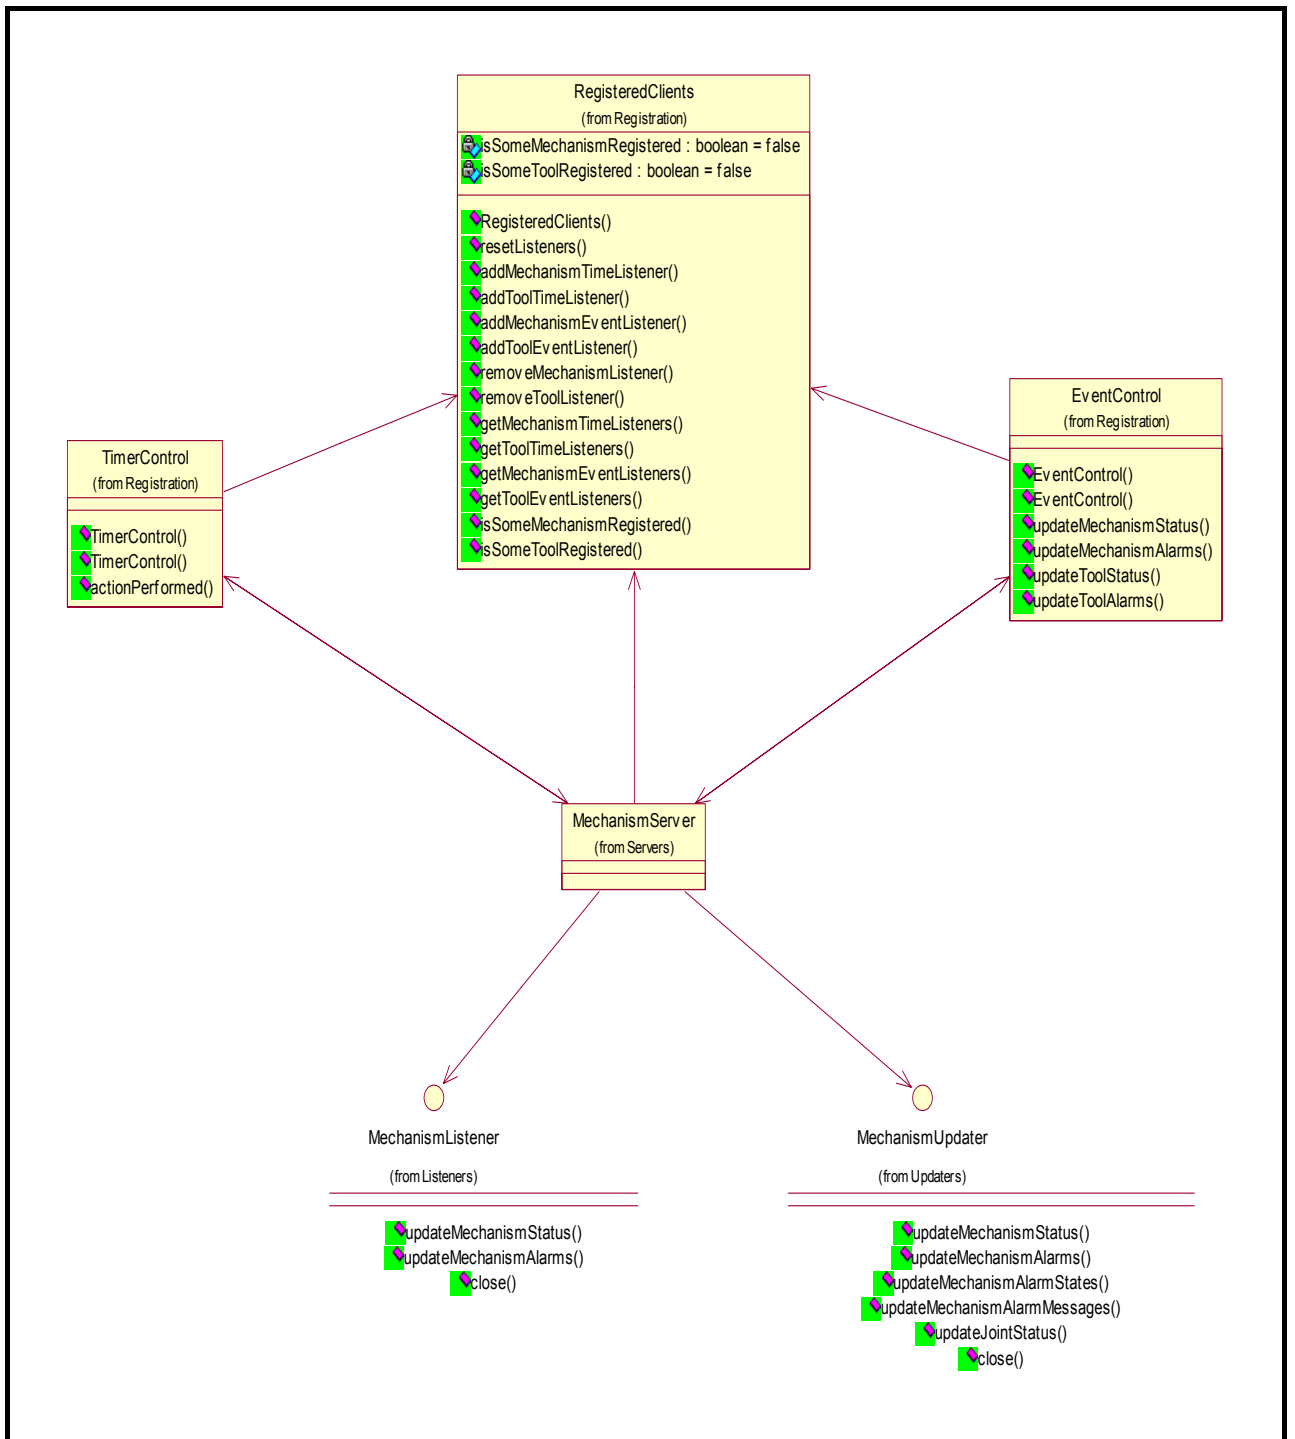 RegisteredClients
(from Registration)
isSomeMechanismRegistered : boolean = false
isSomeToolRegistered : boolean = false
RegisteredClients()
resetListeners()
addMechanismTimeListener()
addToolTimeListener()
addMechanismEventListener()
addToolEventListener()
removeMechanismListener()
removeToolListener()
getMechanismTimeListeners()
getToolTimeListeners()
getMechanismEventListeners()
getToolEventListeners()
isSomeMechanismRegistered()
isSomeToolRegistered()
EventControl
(from Registration)
EventControl()
EventControl()
updateMechanismStatus()
updateMechanismAlarms()
updateToolStatus()
updateToolAlarms()
TimerControl
(from Registration)
TimerControl()
TimerControl()
actionPerformed()
MechanismServer
(from Servers)
MechanismListener
(from Listeners)
updateMechanismStatus()
updateMechanismAlarms()
close()
MechanismUpdater
(from Updaters)
updateMechanismStatus()
updateMechanismAlarms()
updateMechanismAlarmStates()
updateMechanismAlarmMessages()
updateJointStatus()
close()